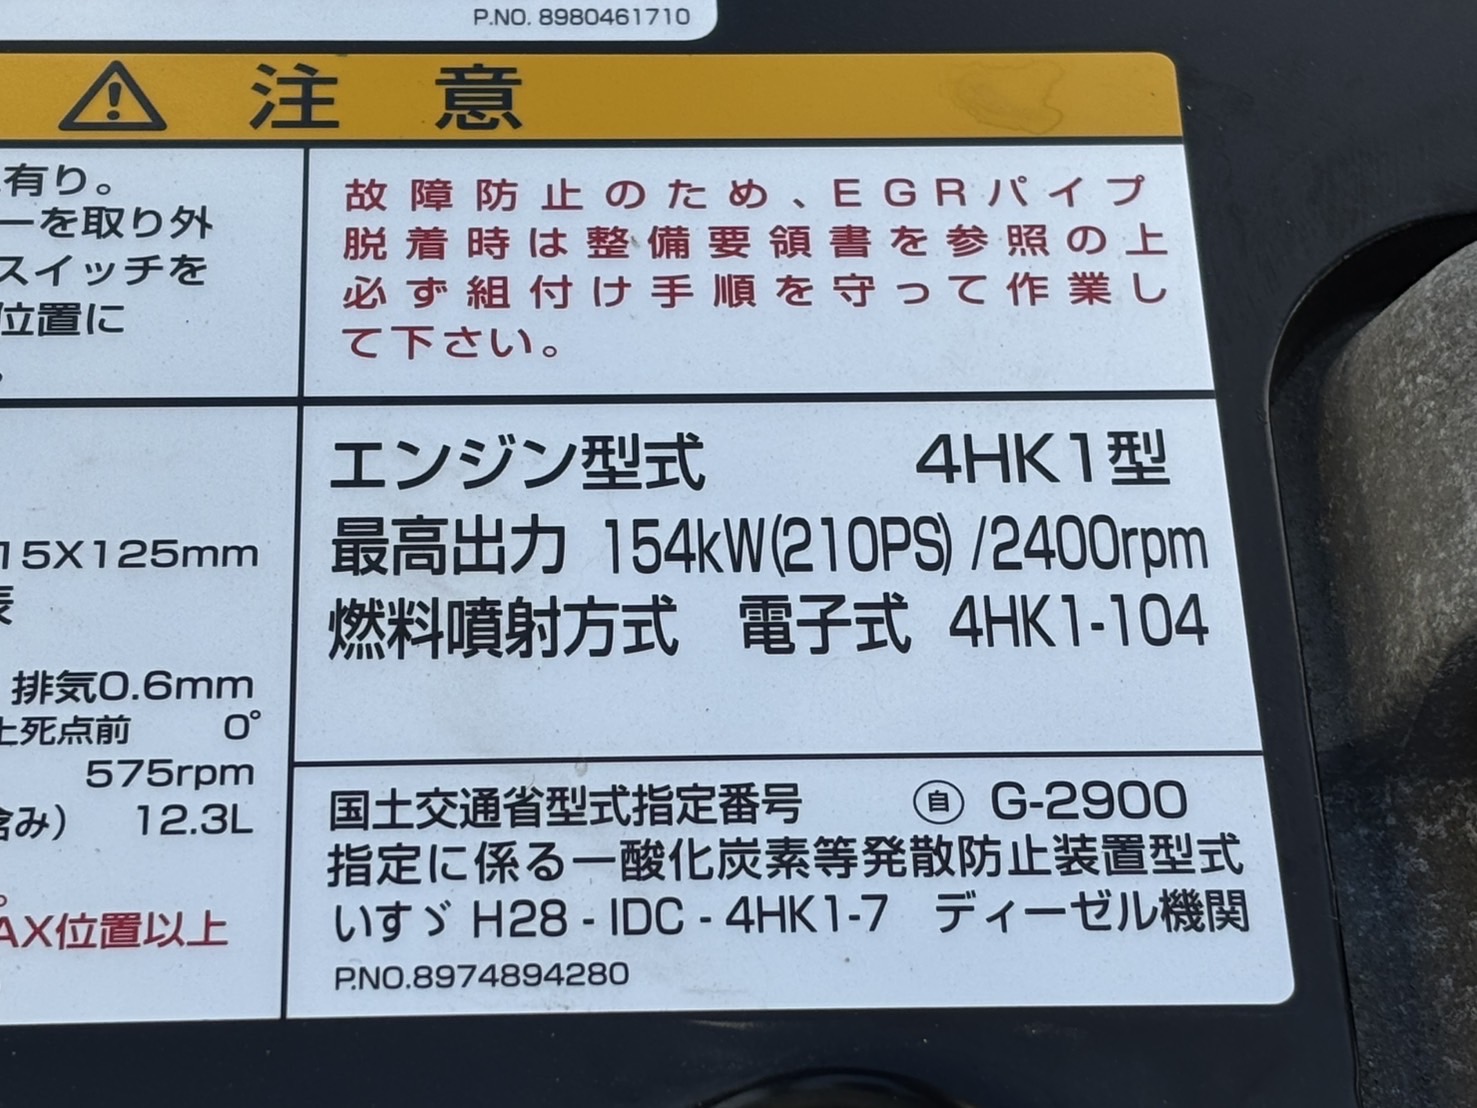 P.NO. 8980461710
注意
有り。
ーを取り外
スイッチを
位置に
故障防止のため、EGRパイプ
脱着時は整備要領書を参照の上
必ず組付け手順を守って作業し
て下さい。
15X125mm
表
排気0.6mm
上死点前 0°
575rpm
含み) 12.3L
AX位置以上
エンジン型式 4HK1型
最高出力 154kW(210PS)/2400rpm
燃料噴射方式 電子式 4HK1-104
国土交通省型式指定番号 ㊀自 G-2900
指定に係る一酸化炭素等発散防止装置型式
いすゞ H28 - IDC - 4HK1-7 ディーゼル機関
P.NO.8974894280